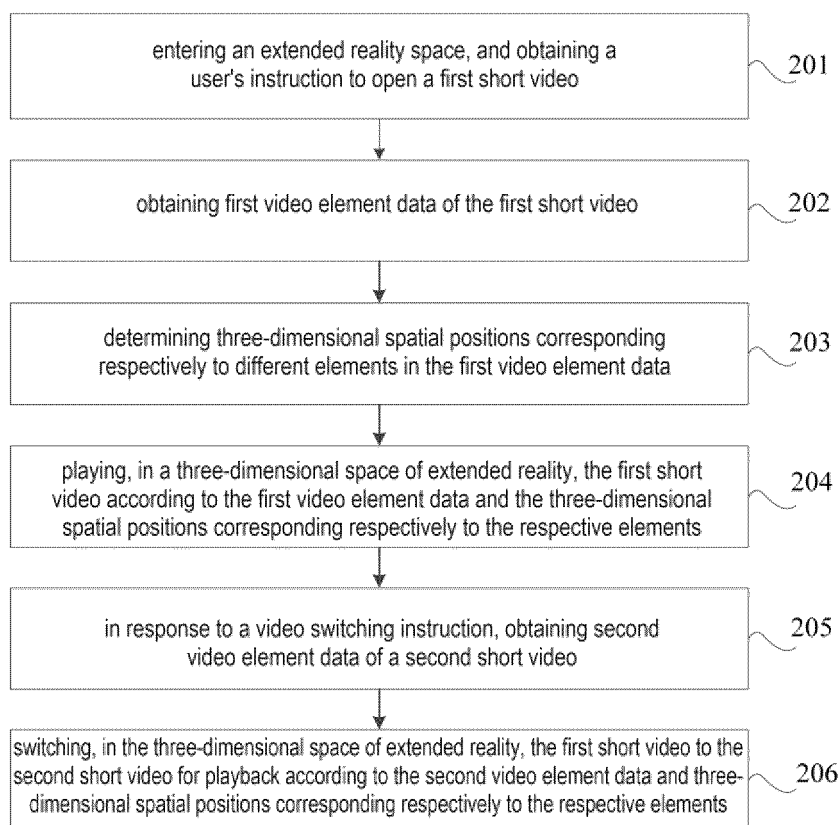 entering an extended reality space, and obtaining a
user's instruction to open a first short video
201
obtaining first video element data of the first short video
202
determining three-dimensional spatial positions corresponding
respectively to different elements in the first video element data
203
playing, in a three-dimensional space of extended reality, the first short
video according to the first video element data and the three-dimensional
spatial positions corresponding respectively to the respective elements
204
in response to a video switching instruction, obtaining second
video element data of a second short video
205
switching, in the three-dimensional space of extended reality, the first short video to the
second short video for playback according to the second video element data and three-
dimensional spatial positions corresponding respectively to the respective elements
206